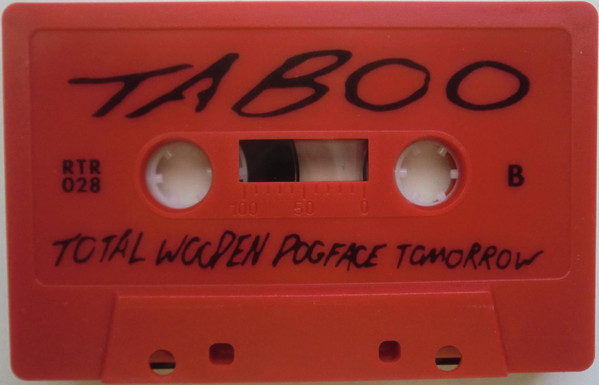 TABOO
RTR
028
B
100 50 0
TOTAL WOODEN DOGFACE TOMORROW